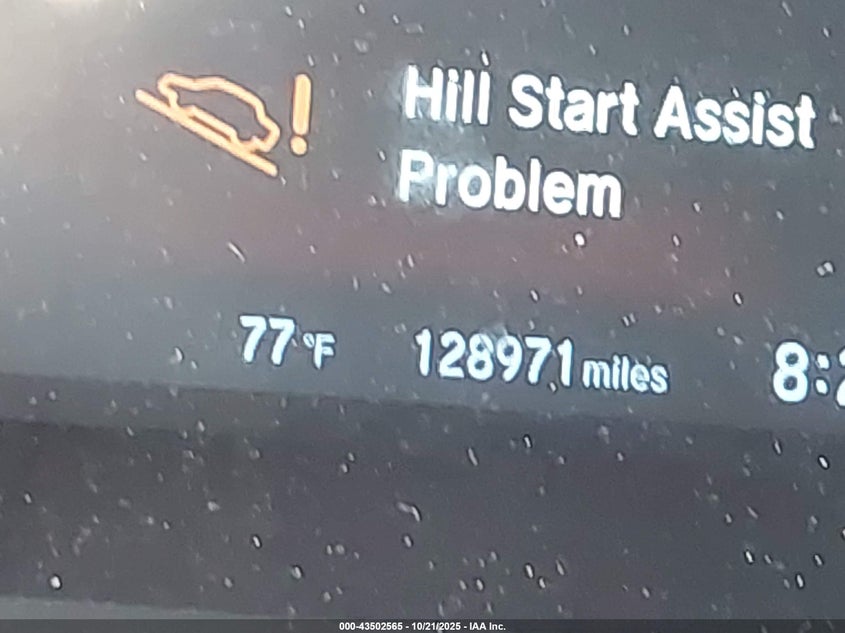 Hill Start Assist
Problem
77 °F 128971 miles
000-43502565 - 10/21/2025 - IAA Inc.